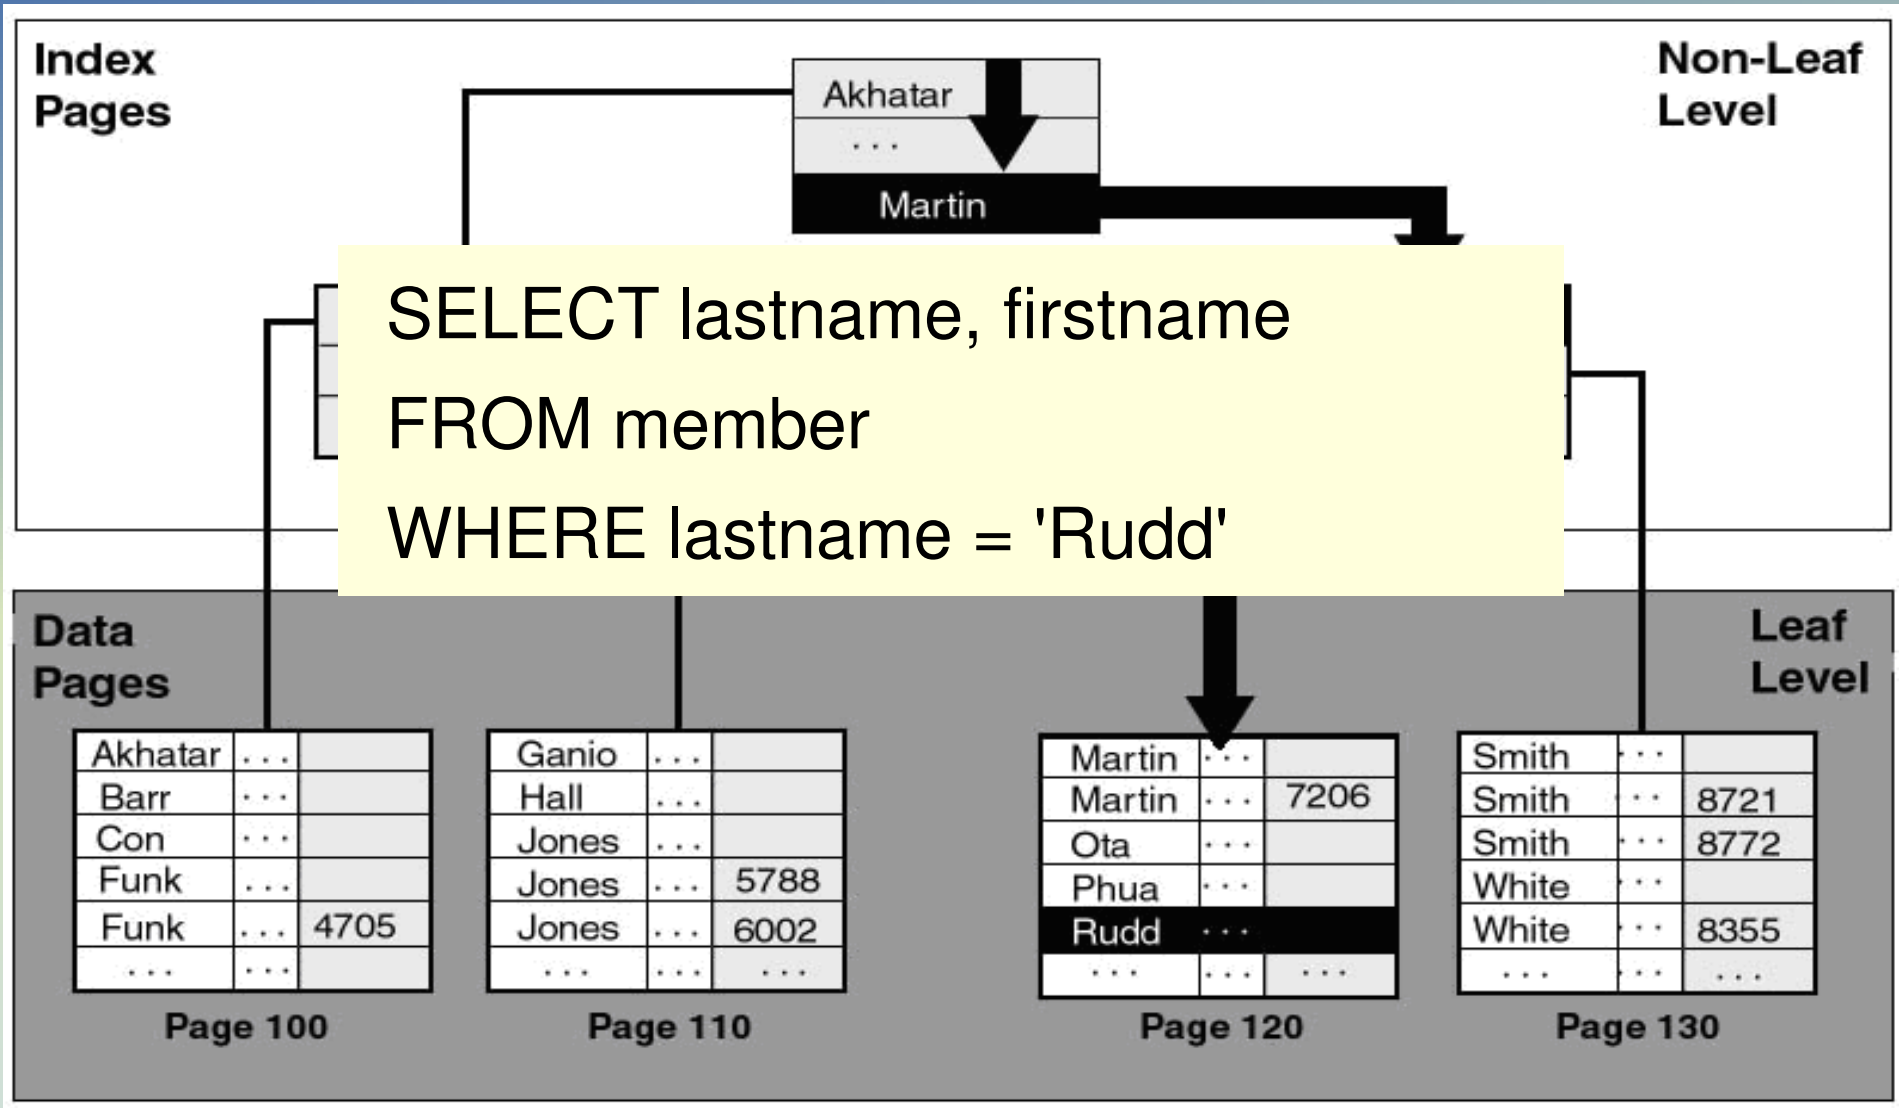 Index
Pages
Non-Leaf
Level
Akhatar
. . .
Martin
SELECT lastname, firstname
FROM member
WHERE lastname = 'Rudd'
Data
Pages
Leaf
Level
Akhatar . . .
Barr . . .
Con . . .
Funk . . .
Funk . . . 4705
. . . . . .
Page 100
Ganio . . .
Hall . . .
Jones . . .
Jones . . . 5788
Jones . . . 6002
. . . . . . . . .
Page 110
Martin . . .
Martin . . . 7206
Ota . . .
Phua . . .
Rudd . . .
. . . . . . . . .
Page 120
Smith . . .
Smith . . . 8721
Smith . . . 8772
White . . .
White . . . 8355
. . . . . . . . .
Page 130